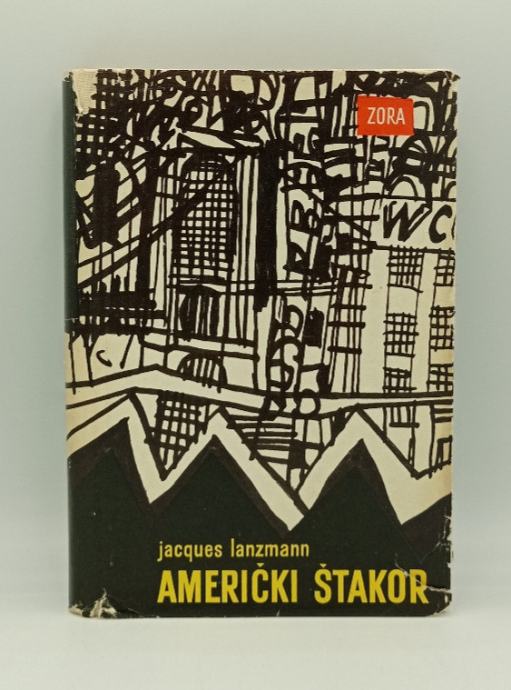 ZORA
WC
jacques lanzmann
AMERIČKI ŠTAKOR